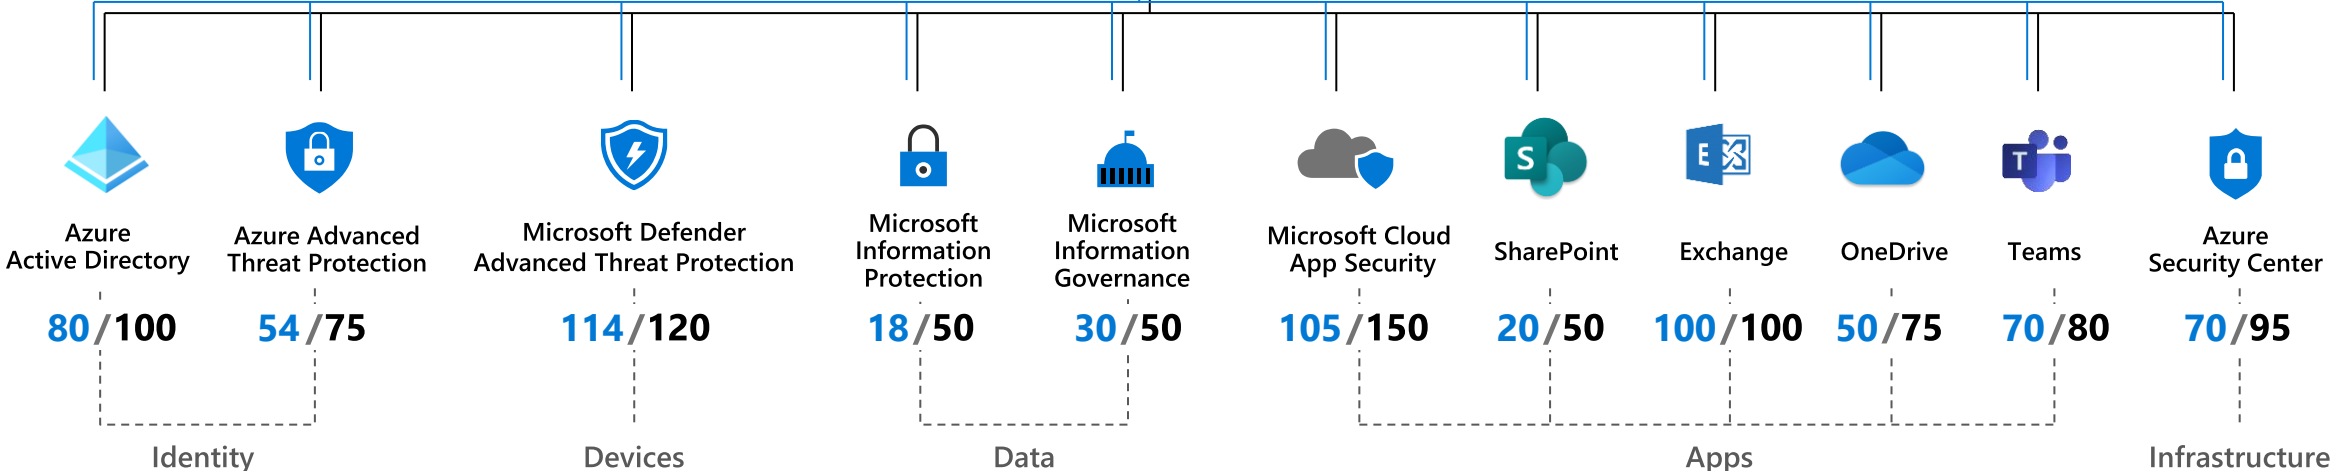 Azure
Active Directory
80/100
Azure Advanced
Threat Protection
54/75
Identity
Microsoft Defender
Advanced Threat Protection
114/120
Devices
Microsoft
Information
Protection
18/50
Microsoft
Information
Governance
30/50
Data
Microsoft Cloud
App Security
105/150
S
SharePoint
20/50
E
Exchange
100/100
OneDrive
50/75
T
Teams
70/80
Apps
Azure
Security Center
70/95
Infrastructure